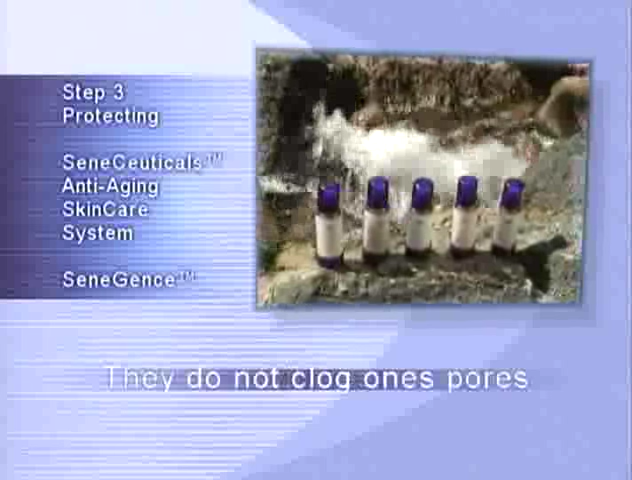 Step 3
Protecting
SeneCeuticals™
Anti-Aging
SkinCare
System
SeneGence™
They do not clog ones pores